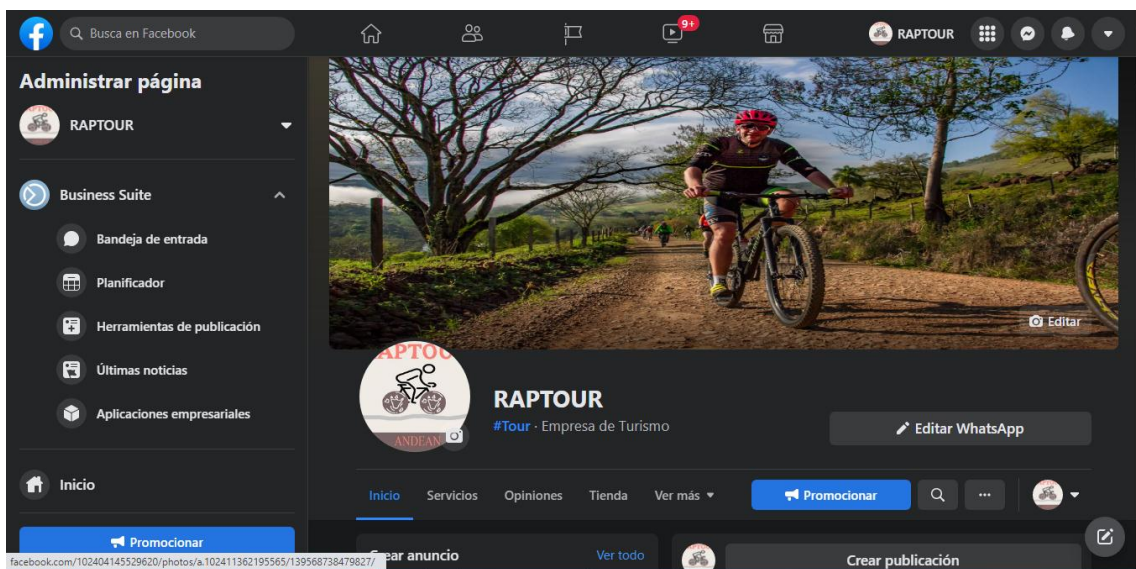 Busca en Facebook
9+
RAPTOUR
Administrar página
RAPTOUR
Business Suite
Bandeja de entrada
Planificador
Herramientas de publicación
Últimas noticias
Aplicaciones empresariales
Inicio
Promocionar
facebook.com/102404145529620/photos/a.102411362195565/139568738479827/
Editar
RAPTOUR
ANDEAN
RAPTOUR
#Tour · Empresa de Turismo
Editar WhatsApp
Inicio Servicios Opiniones Tienda Ver más
Promocionar
Crear anuncio Ver todo
Crear publicación